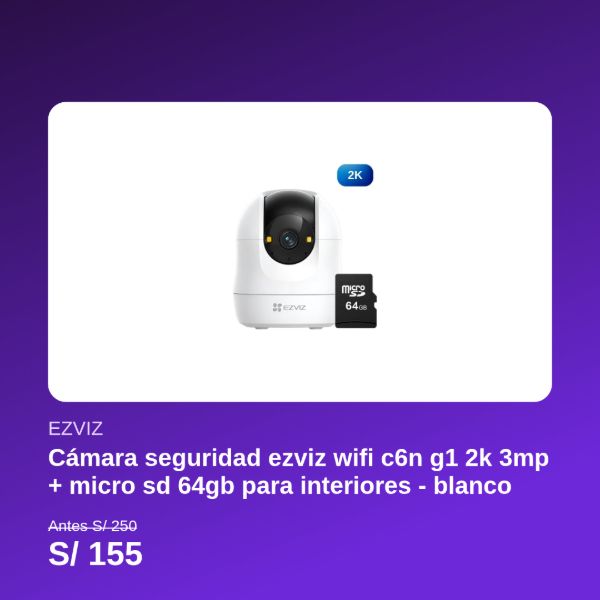 2K
EZVIZ
Micro
SD
64GB
EZVIZ
Cámara seguridad ezviz wifi c6n g1 2k 3mp
+ micro sd 64gb para interiores - blanco
Antes S/ 250
S/ 155